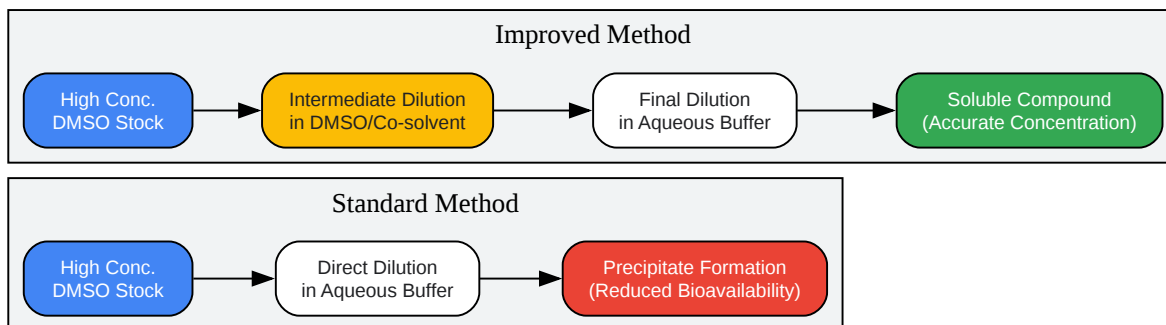 Improved Method
High Conc.
DMSO Stock
Intermediate Dilution
in DMSO/Co-solvent
Final Dilution
in Aqueous Buffer
Soluble Compound
(Accurate Concentration)
Standard Method
High Conc.
DMSO Stock
Direct Dilution
in Aqueous Buffer
Precipitate Formation
(Reduced Bioavailability)